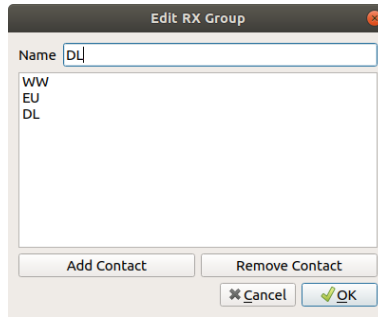 Edit RX Group
Name DL
WW
EU
DL
Add Contact Remove Contact
Cancel OK